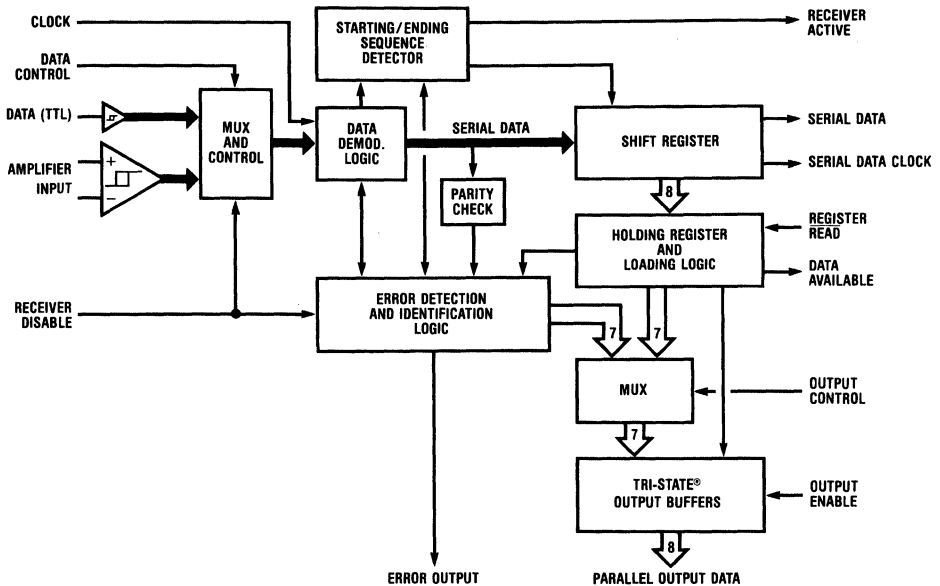 CLOCK
DATA
CONTROL
DATA (TTL)
AMPLIFIER
INPUT
+
−
RECEIVER
DISABLE
MUX
AND
CONTROL
STARTING/ENDING
SEQUENCE
DETECTOR
DATA
DEMOD.
LOGIC
SERIAL DATA
PARITY
CHECK
ERROR DETECTION
AND IDENTIFICATION
LOGIC
SHIFT REGISTER
8
HOLDING REGISTER
AND
LOADING LOGIC
7
7
MUX
7
TRI-STATE®
OUTPUT BUFFERS
8
RECEIVER
ACTIVE
SERIAL DATA
SERIAL DATA CLOCK
REGISTER
READ
DATA
AVAILABLE
OUTPUT
CONTROL
OUTPUT
ENABLE
ERROR OUTPUT
PARALLEL OUTPUT DATA